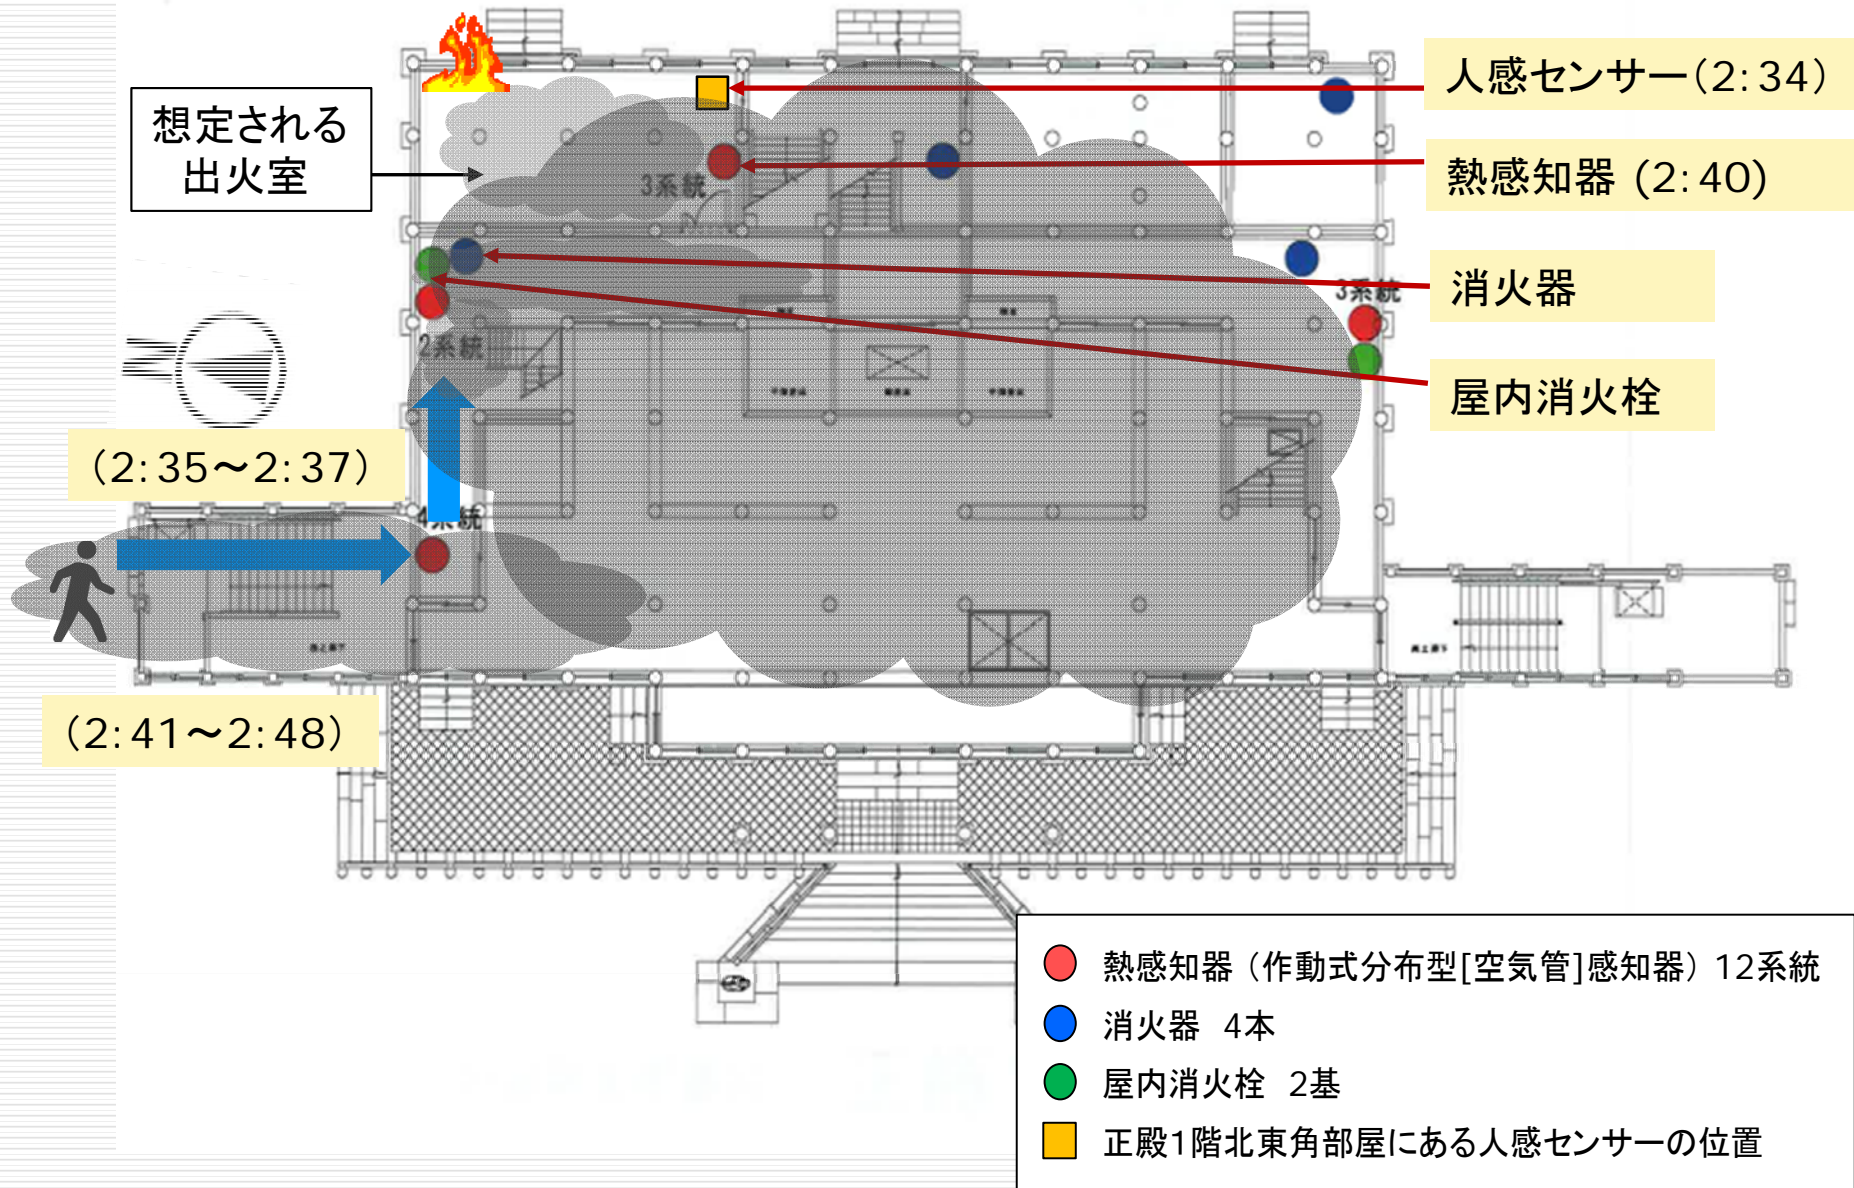 人感センサー(2:34)
想定される
出火室
熱感知器 (2:40)
3系統
消火器
3系統
2系統
屋内消火栓
(2:35～2:37)
4系統
(2:41～2:48)
熱感知器（作動式分布型[空気管]感知器）12系統
消火器 4本
屋内消火栓 2基
正殿1階北東角部屋にある人感センサーの位置